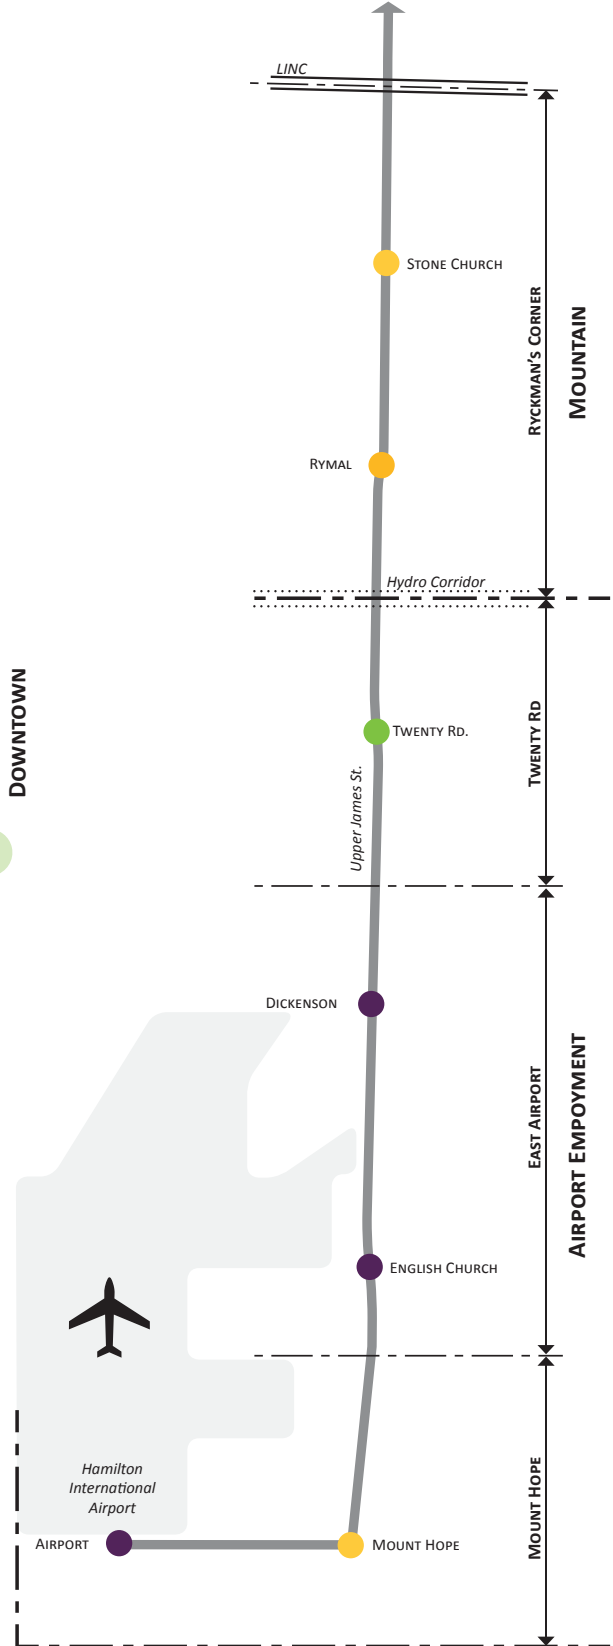 LINC
STONE CHURCH
RYCKMAN'S CORNER
MOUNTAIN
RYMAL
Hydro Corridor
DOWNTOWN
TWENTY RD.
TWENTY RD
Upper James St.
DICKENSON
EAST AIRPORT
AIRPORT EMPOYMENT
ENGLISH CHURCH
Hamilton
International
Airport
AIRPORT
MOUNT HOPE
MOUNT HOPE